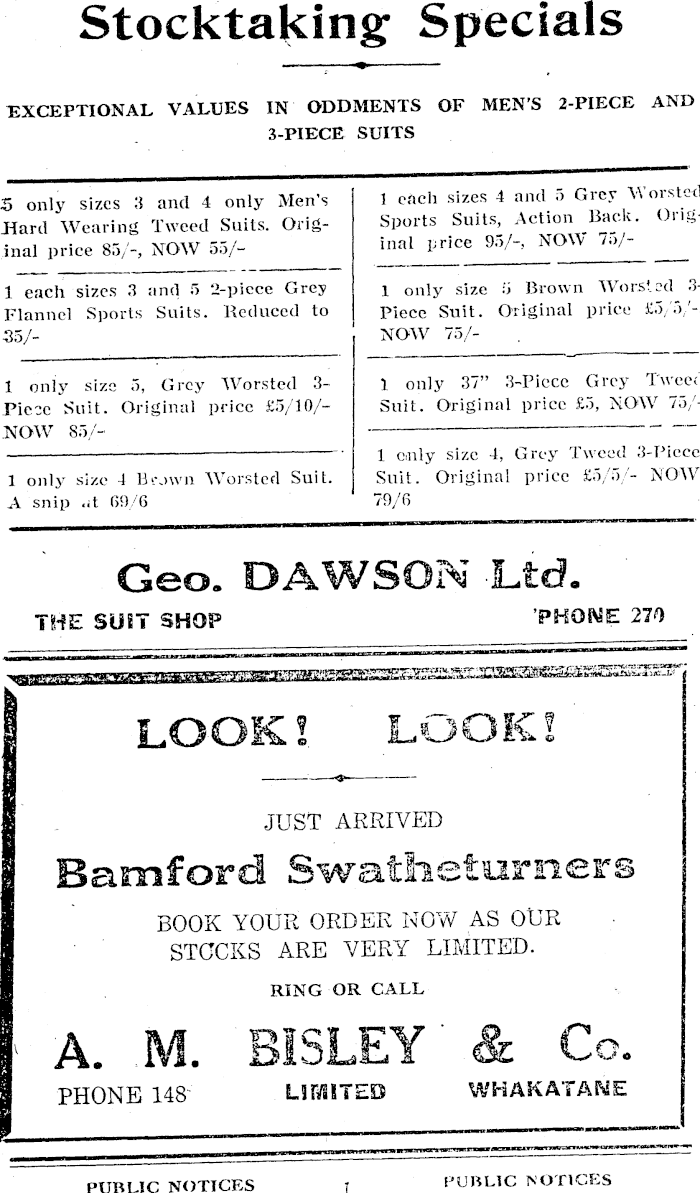 Stocktaking Specials
EXCEPTIONAL VALUES IN ODDMENTS OF MEN'S 2-PIECE AND
3-PIECE SUITS
5 only sizes 3 and 4 only Men's
Hard Wearing Tweed Suits. Orig-
inal price 85/-, NOW 55/-
1 each sizes 3 and 5 2-piece Grey
Flannel Sports Suits. Reduced to
35/-
1 only size 5, Grey Worsted 3-
Piece Suit. Original price £5/10/-
NOW 85/-
1 only size 4 Brown Worsted Suit.
A snip at 69/6
1 each sizes 4 and 5 Grey Worsted
Sports Suits, Action Back. Orig-
inal price 95/-, NOW 75/-
1 only size 5 Brown Worsted 3-
Piece Suit. Original price £5/5/-
NOW 75/-
1 only 37" 3-Piece Grey Tweed
Suit. Original price £5, NOW 75/-
1 only size 4, Grey Tweed 3-Piece
Suit. Original price £5/5/- NOW
79/6
Geo. DAWSON Ltd.
THE SUIT SHOP 'PHONE 270
LOOK! LOOK!
JUST ARRIVED
Bamford Swatheturners
BOOK YOUR ORDER NOW AS OUR
STOCKS ARE VERY LIMITED.
RING OR CALL
A. M. BISLEY & Co.
PHONE 148 LIMITED WHAKATANE
PUBLIC NOTICES PUBLIC NOTICES